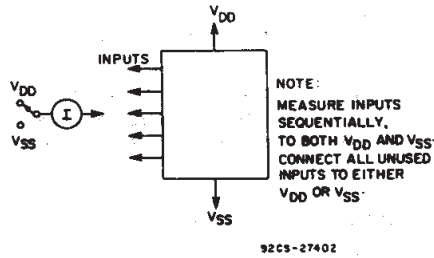 VDD
INPUTS
VDD
I
VSS
NOTE:
MEASURE INPUTS
SEQUENTIALLY,
TO BOTH VDD AND VSS.
CONNECT ALL UNUSED
INPUTS TO EITHER
VDD OR VSS.
VSS
92CS-27402